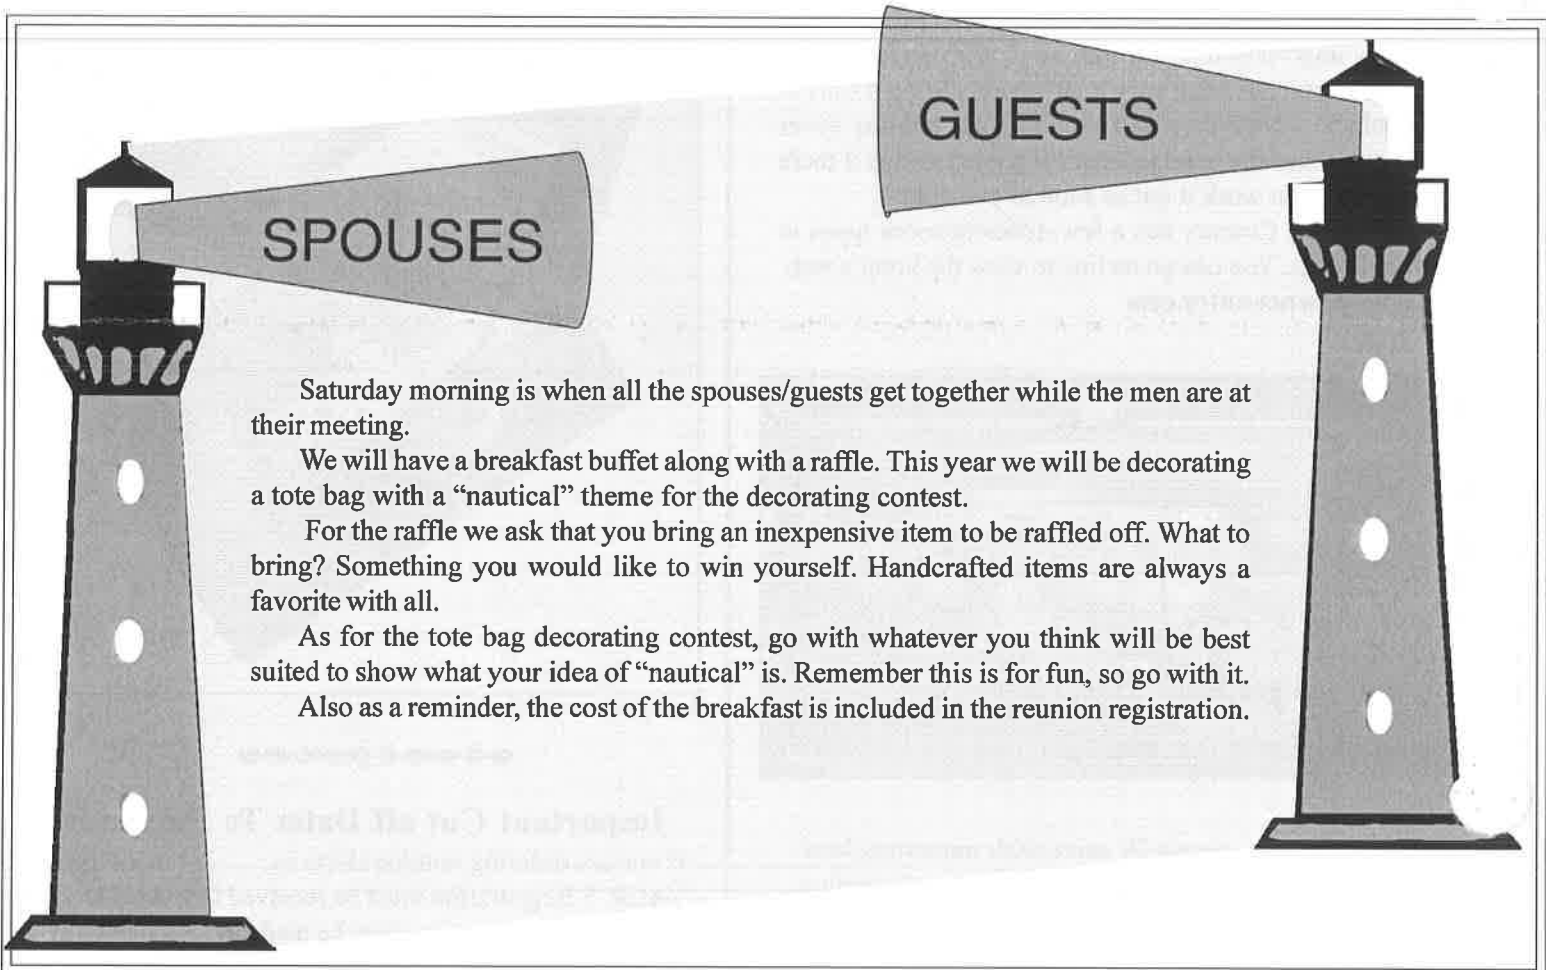 GUESTS
SPOUSES
Saturday morning is when all the spouses/guests get together while the men are at
their meeting.
We will have a breakfast buffet along with a raffle. This year we will be decorating
a tote bag with a “nautical” theme for the decorating contest.
For the raffle we ask that you bring an inexpensive item to be raffled off. What to
bring? Something you would like to win yourself. Handcrafted items are always a
favorite with all.
As for the tote bag decorating contest, go with whatever you think will be best
suited to show what your idea of “nautical” is. Remember this is for fun, so go with it.
Also as a reminder, the cost of the breakfast is included in the reunion registration.